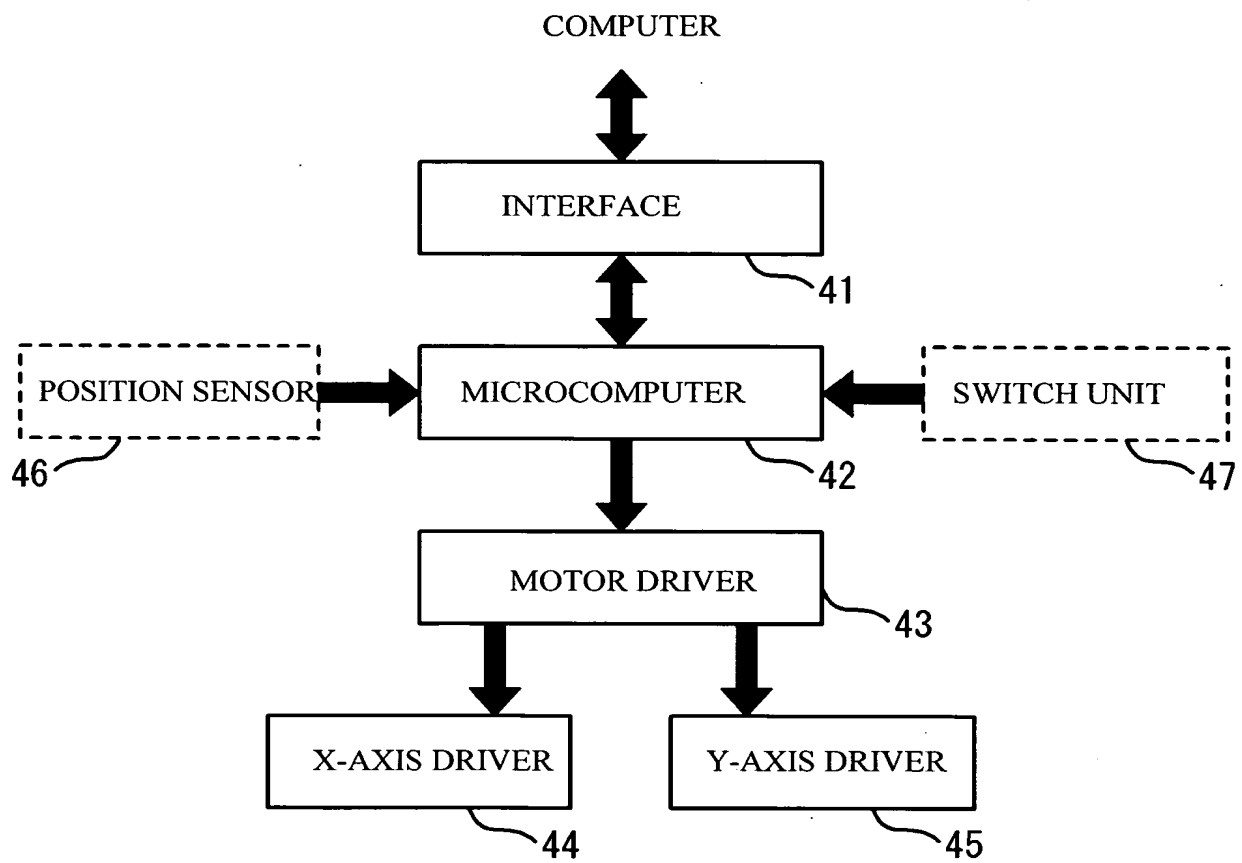 COMPUTER
INTERFACE
41
POSITION SENSOR
MICROCOMPUTER
SWITCH UNIT
46
42
47
MOTOR DRIVER
43
X-AXIS DRIVER
Y-AXIS DRIVER
44
45